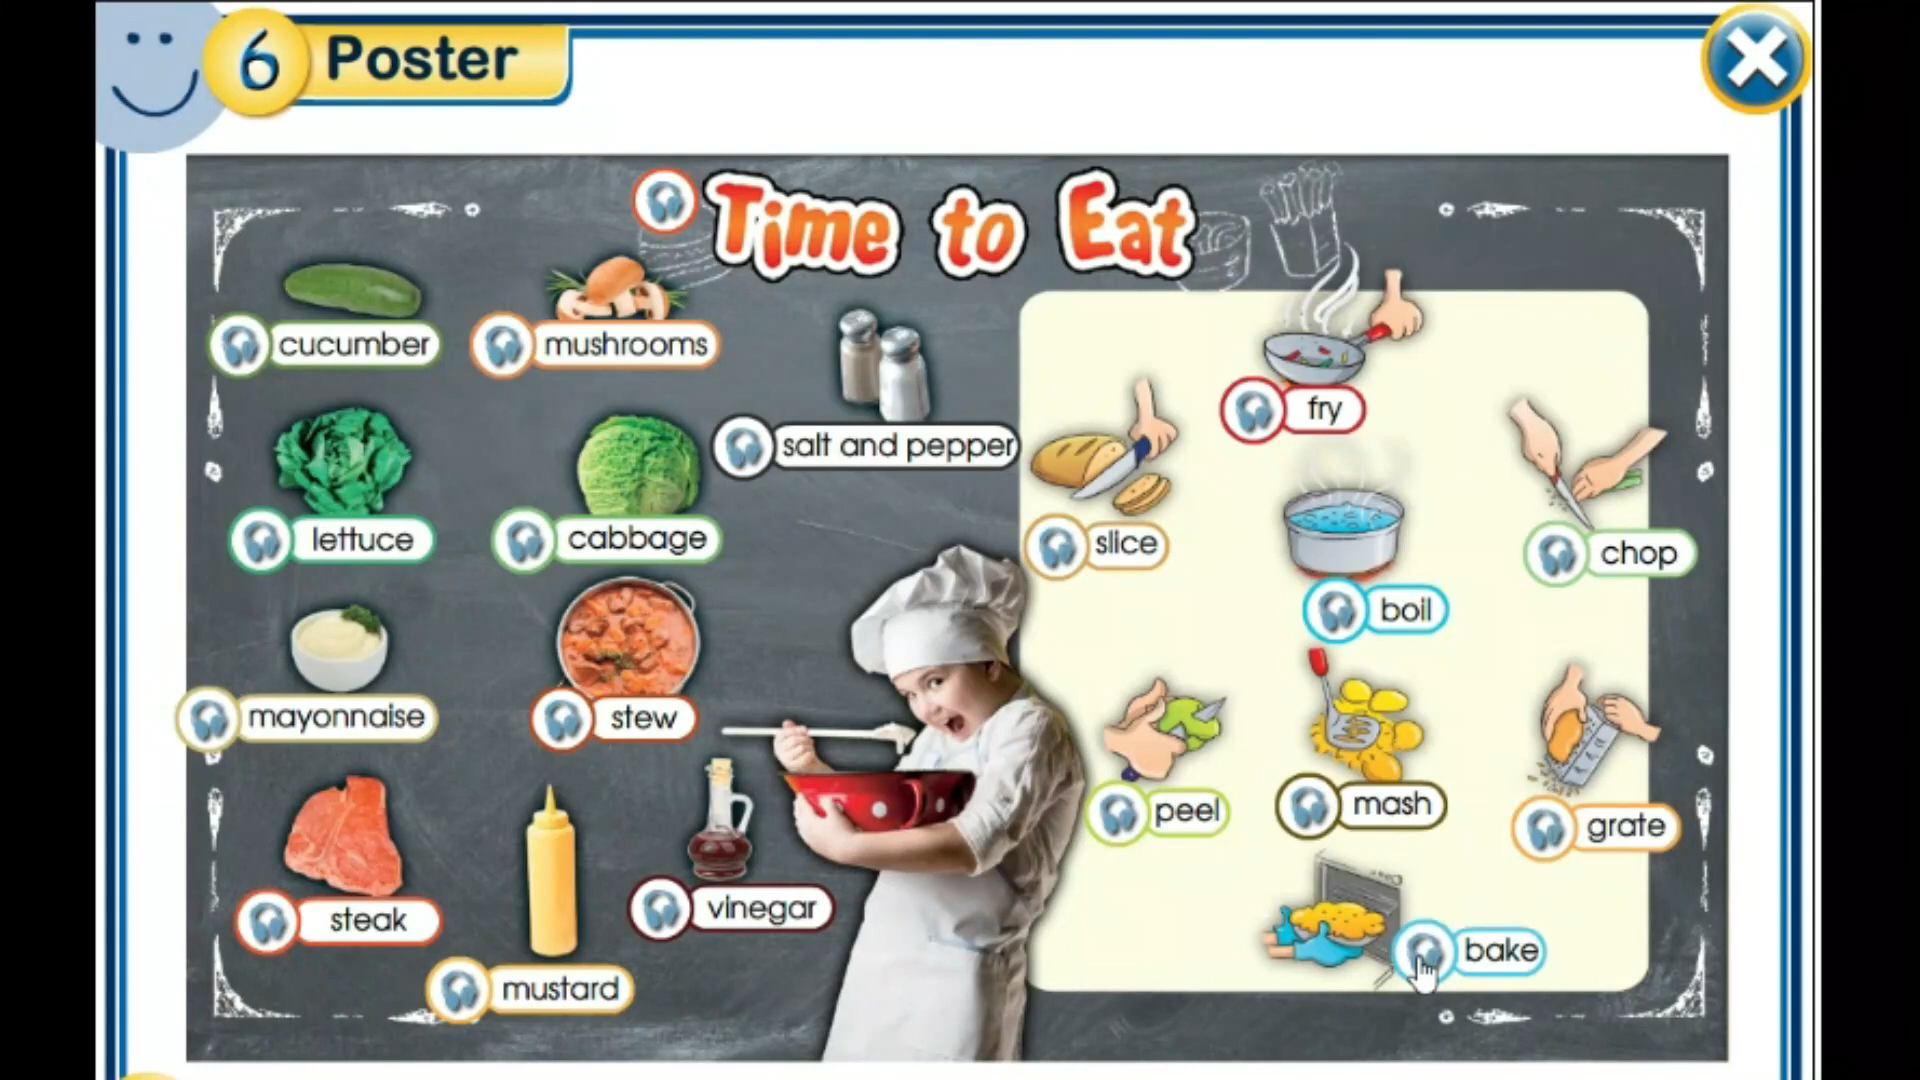 6 Poster
Time to Eat
cucumber
mushrooms
salt and pepper
lettuce
cabbage
mayonnaise
stew
steak
mustard
vinegar
fry
slice
chop
boil
peel
mash
grate
bake